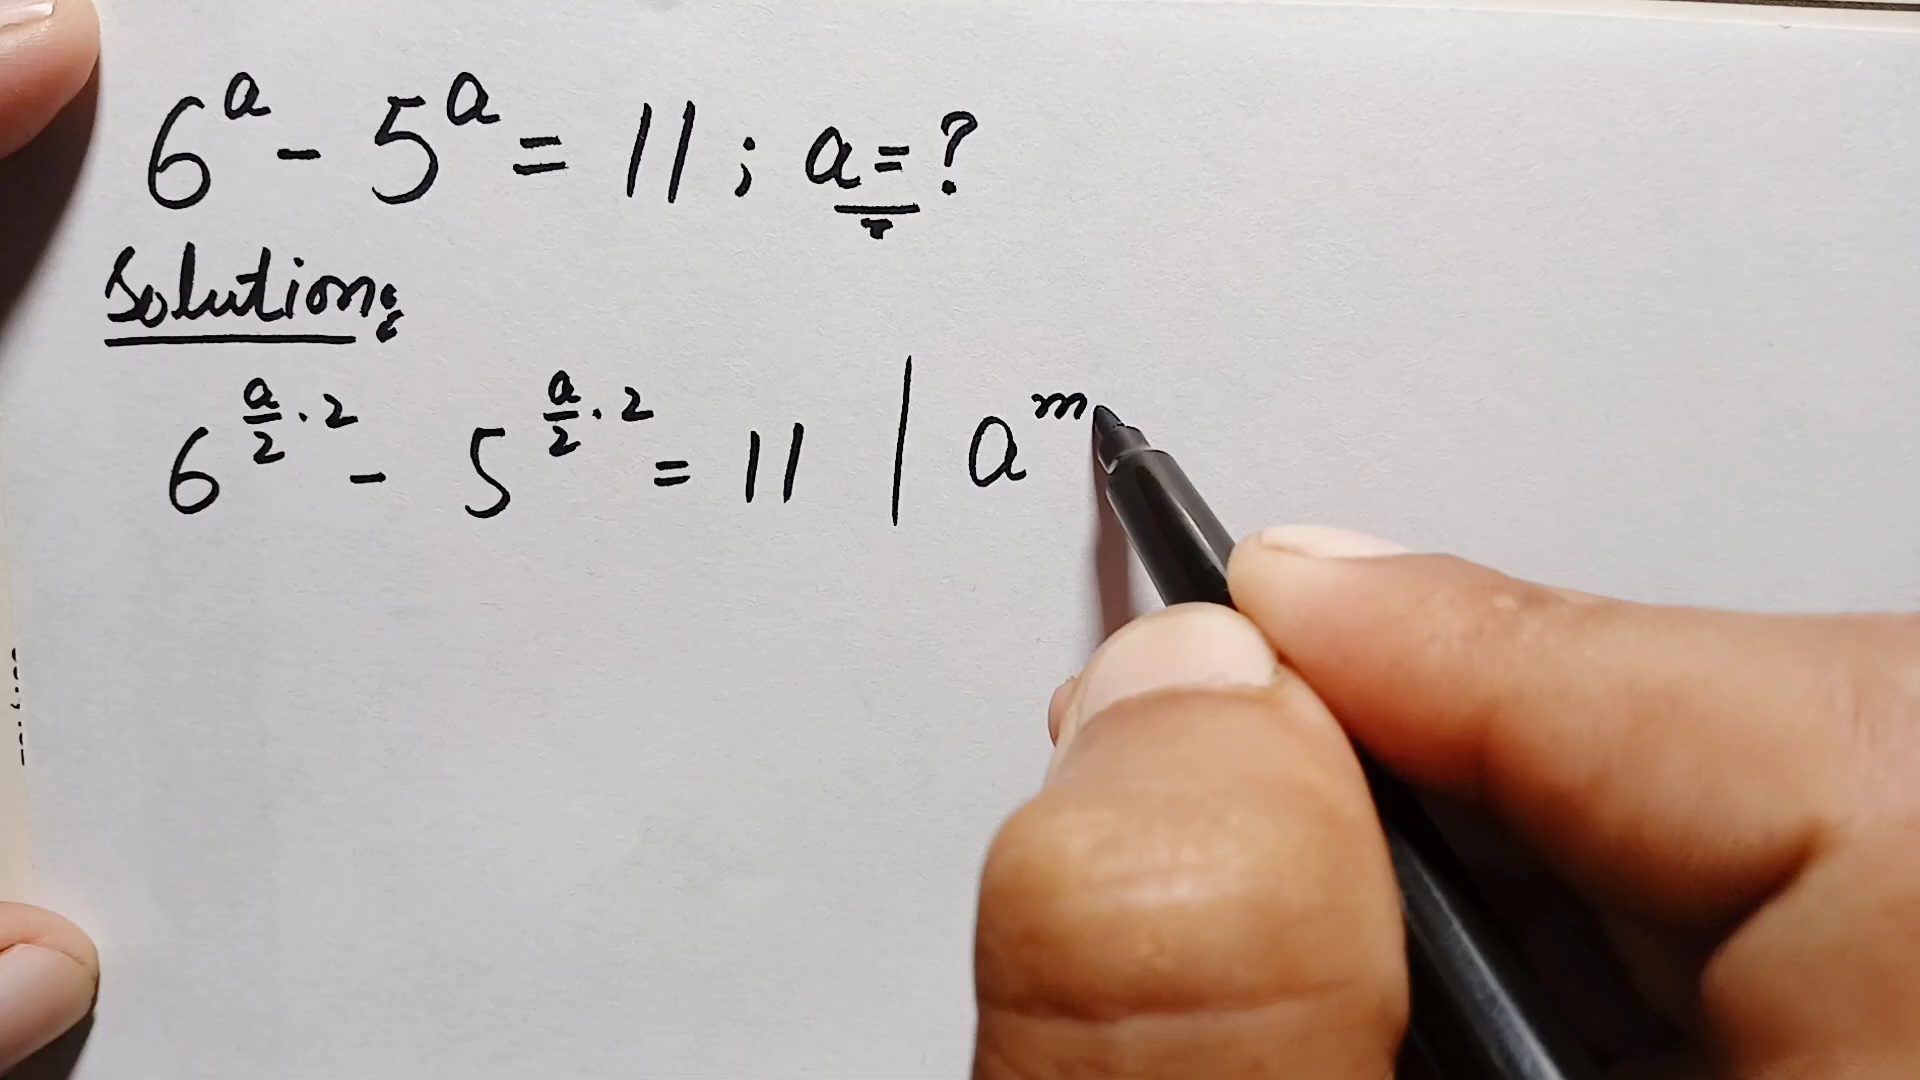 6^a - 5^a = 11 ; a = ?
Solution:
6^(a/2 · 2) - 5^(a/2 · 2) = 11 | a^m